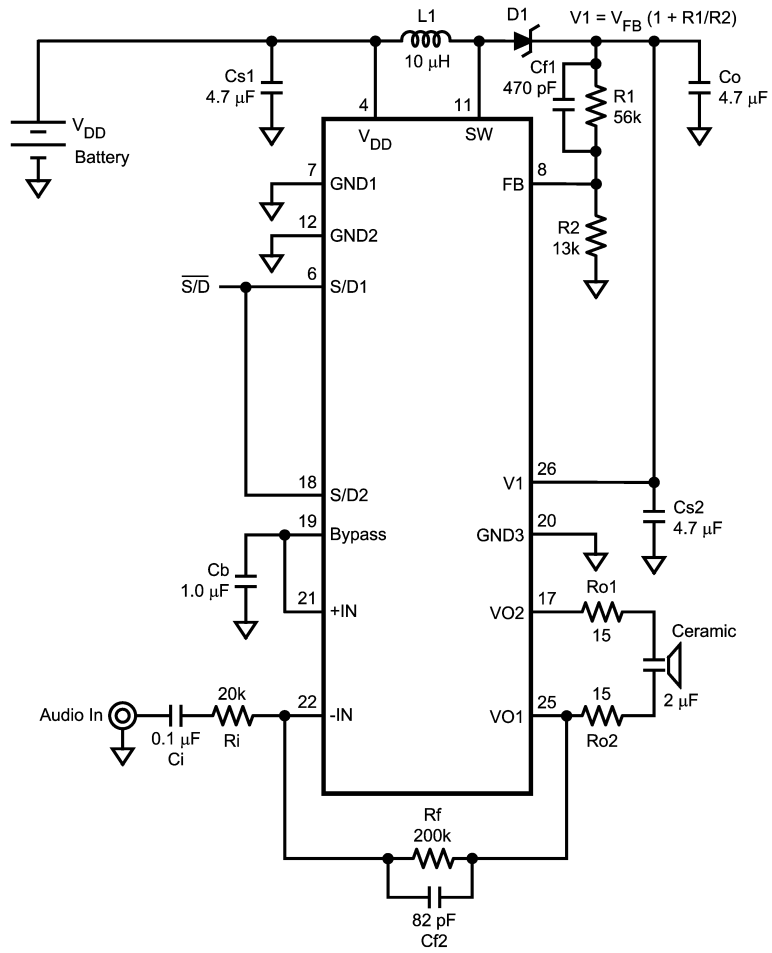 L1
D1
V1 = VFB (1 + R1/R2)
10 µH
Cs1
4.7 µF
Cf1
470 pF
R1
56k
Co
4.7 µF
4
11
VDD
SW
VDD
Battery
7
GND1
8
FB
12
GND2
R2
13k
6
S/D
S/D1
18
S/D2
26
V1
19
Bypass
20
GND3
Cs2
4.7 µF
Cb
1.0 µF
21
+IN
17
VO2
Ro1
15
Ceramic
2 µF
20k
22
-IN
25
VO1
15
Ro2
Audio In
0.1 µF
Ci
Ri
Rf
200k
82 pF
Cf2